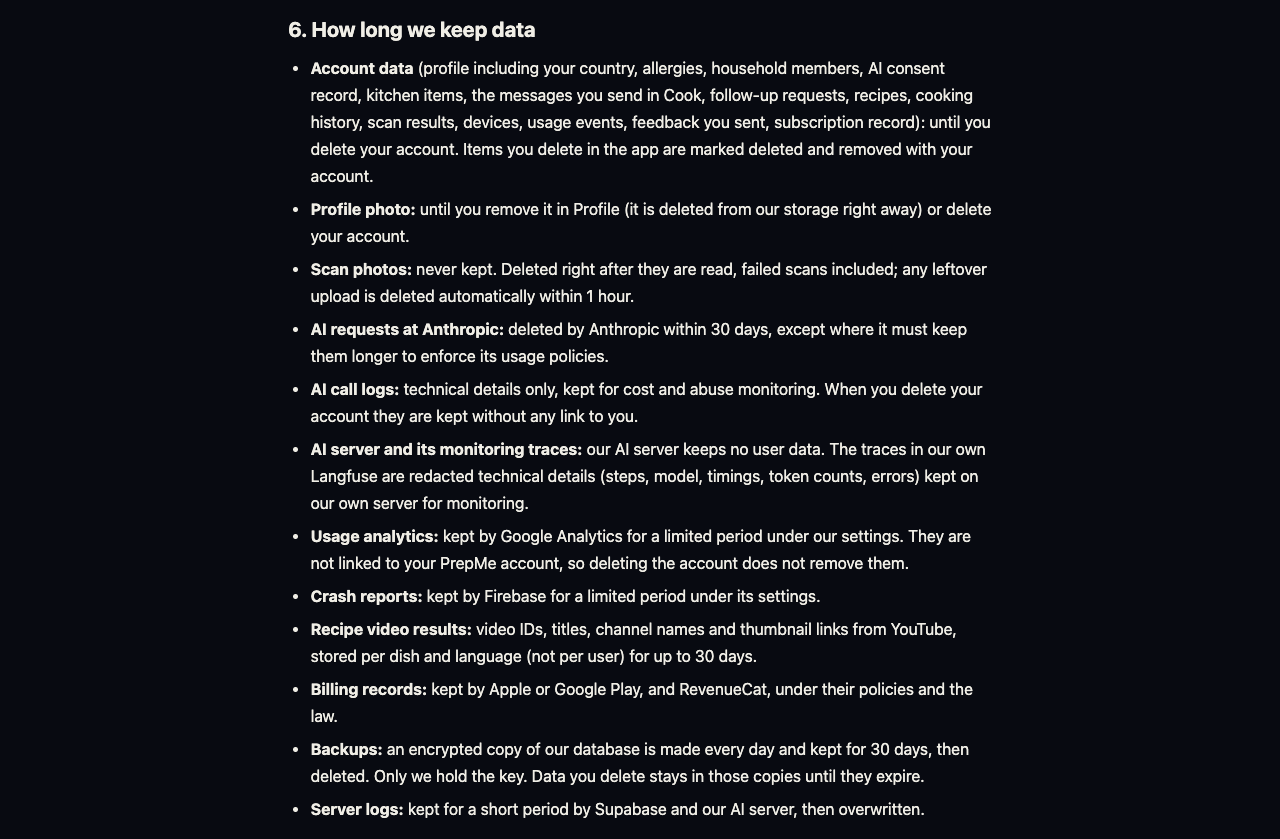 6. How long we keep data
• Account data (profile including your country, allergies, household members, AI consent
record, kitchen items, the messages you send in Cook, follow-up requests, recipes, cooking
history, scan results, devices, usage events, feedback you sent, subscription record): until you
delete your account. Items you delete in the app are marked deleted and removed with your
account.
• Profile photo: until you remove it in Profile (it is deleted from our storage right away) or delete
your account.
• Scan photos: never kept. Deleted right after they are read, failed scans included; any leftover
upload is deleted automatically within 1 hour.
• AI requests at Anthropic: deleted by Anthropic within 30 days, except where it must keep
them longer to enforce its usage policies.
• AI call logs: technical details only, kept for cost and abuse monitoring. When you delete your
account they are kept without any link to you.
• AI server and its monitoring traces: our AI server keeps no user data. The traces in our own
Langfuse are redacted technical details (steps, model, timings, token counts, errors) kept on
our own server for monitoring.
• Usage analytics: kept by Google Analytics for a limited period under our settings. They are
not linked to your PrepMe account, so deleting the account does not remove them.
• Crash reports: kept by Firebase for a limited period under its settings.
• Recipe video results: video IDs, titles, channel names and thumbnail links from YouTube,
stored per dish and language (not per user) for up to 30 days.
• Billing records: kept by Apple or Google Play, and RevenueCat, under their policies and the
law.
• Backups: an encrypted copy of our database is made every day and kept for 30 days, then
deleted. Only we hold the key. Data you delete stays in those copies until they expire.
• Server logs: kept for a short period by Supabase and our AI server, then overwritten.